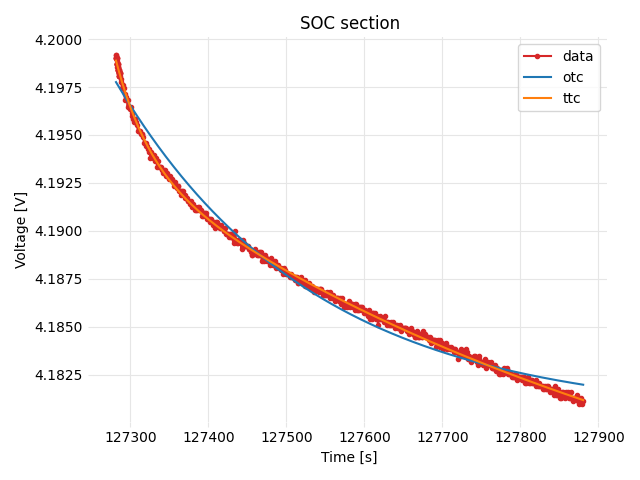 SOC section
4.2000
4.1975
4.1950
4.1925
4.1900
4.1875
4.1850
4.1825
Voltage [V]
data
otc
ttc
127300 127400 127500 127600 127700 127800 127900
Time [s]